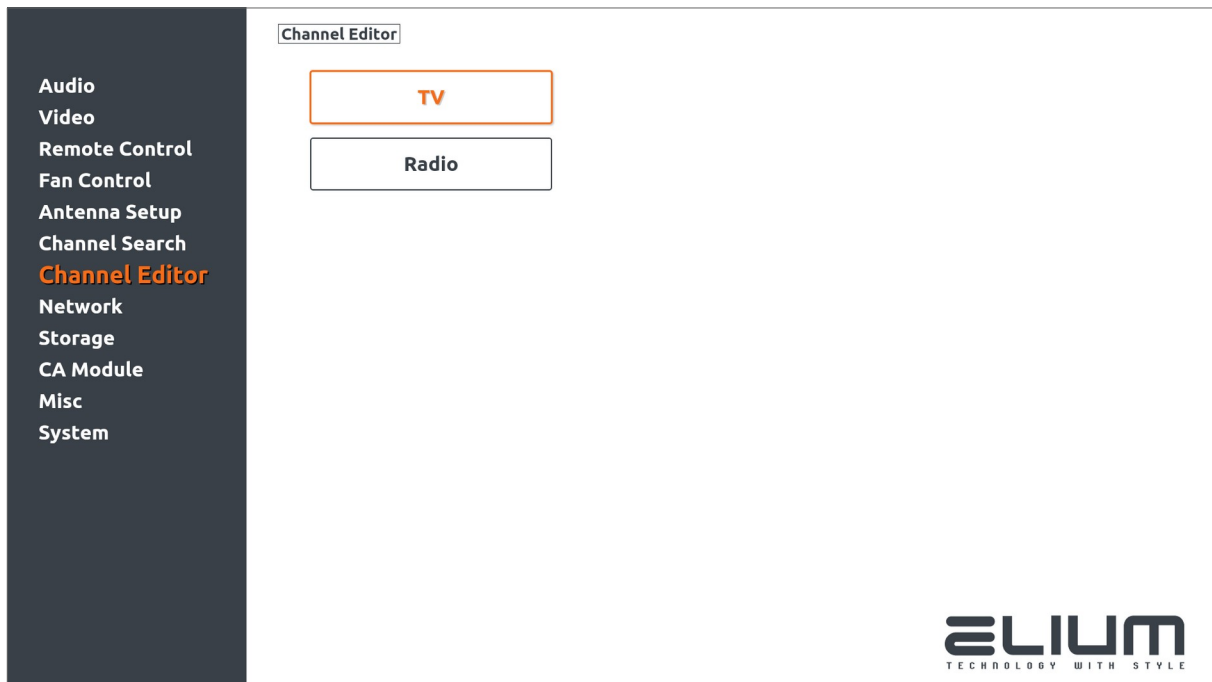 Channel Editor
Audio
Video
Remote Control
Fan Control
Antenna Setup
Channel Search
Channel Editor
Network
Storage
CA Module
Misc
System
TV
Radio
ELIUM
TECHNOLOGY WITH STYLE